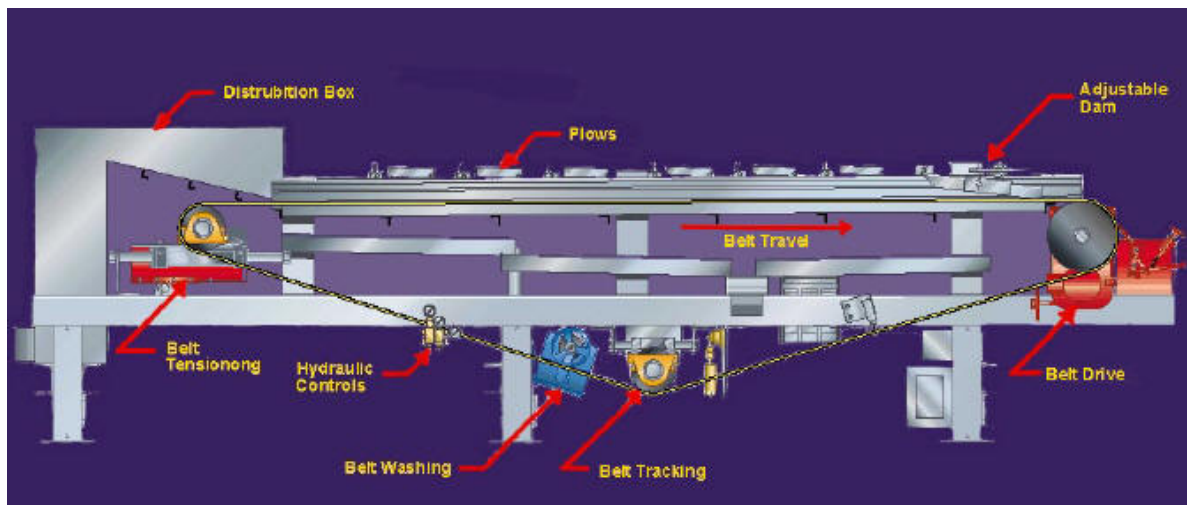 Distrubition Box
Plows
Adjustable
Dam
Belt Travel
Belt
Tensionong
Hydraulic
Controls
Belt Drive
Belt Washing
Belt Tracking